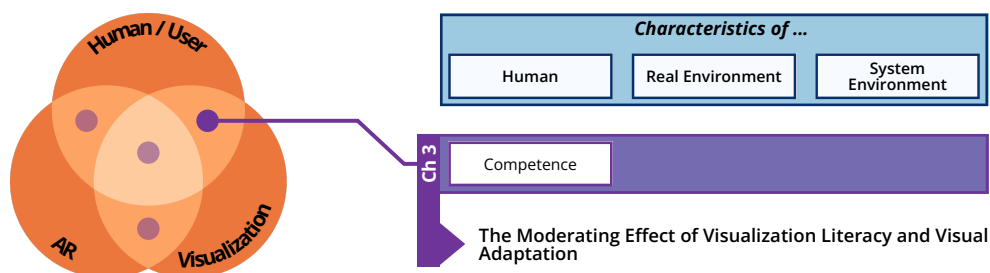 Human / User
AR
Visualization
Characteristics of ...
Human
Real Environment
System
Environment
Ch 3
Competence
The Moderating Effect of Visualization Literacy and Visual
Adaptation